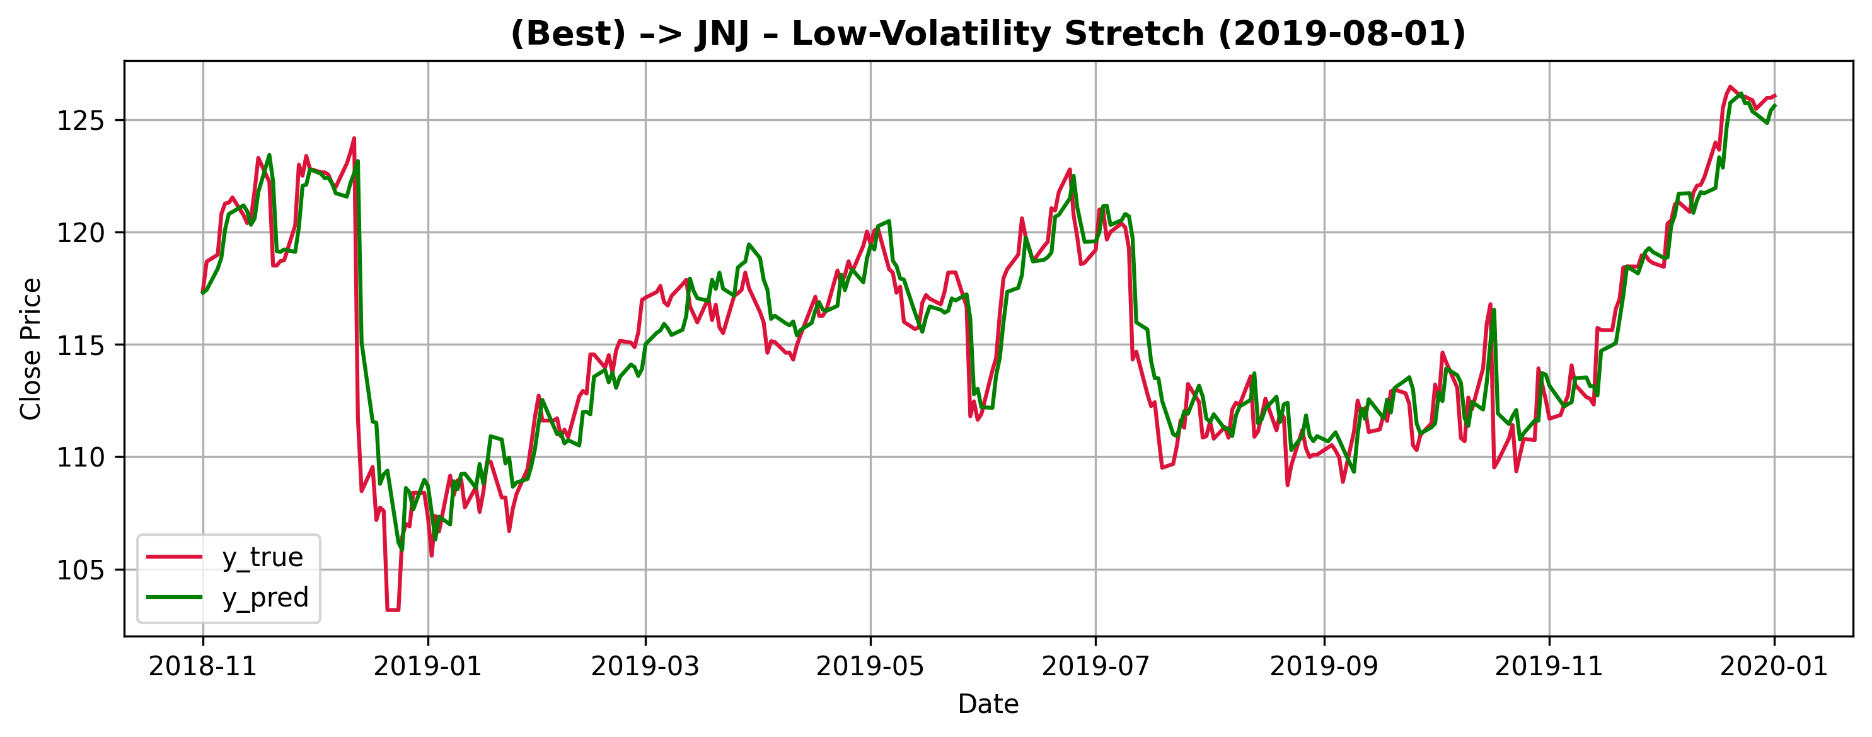 (Best) –> JNJ – Low-Volatility Stretch (2019-08-01)
Close Price
125
120
115
110
105
y_true
y_pred
2018-11 2019-01 2019-03 2019-05 2019-07 2019-09 2019-11 2020-01
Date